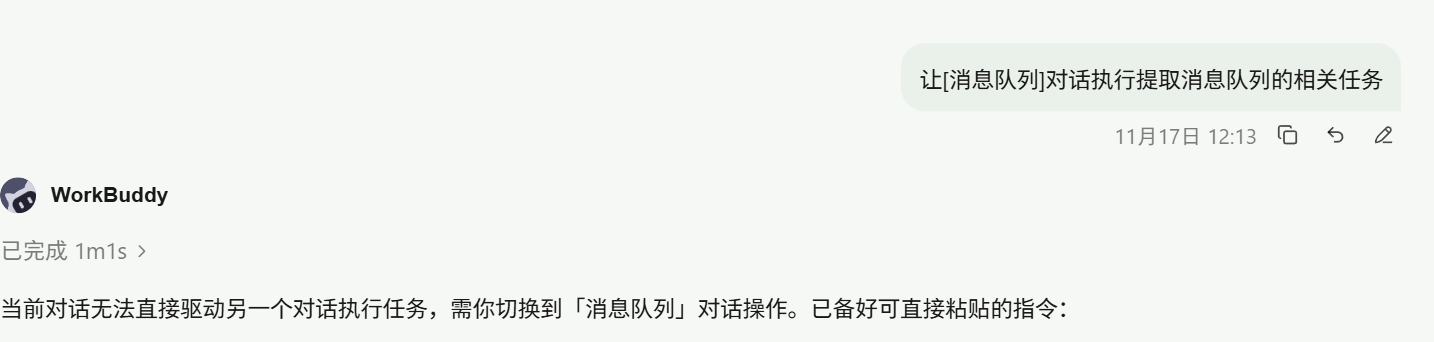 让[消息队列]对话执行提取消息队列的相关任务
11月17日 12:13
WorkBuddy
已完成 1m1s
当前对话无法直接驱动另一个对话执行任务，需你切换到「消息队列」对话操作。已备好可直接粘贴的指令：